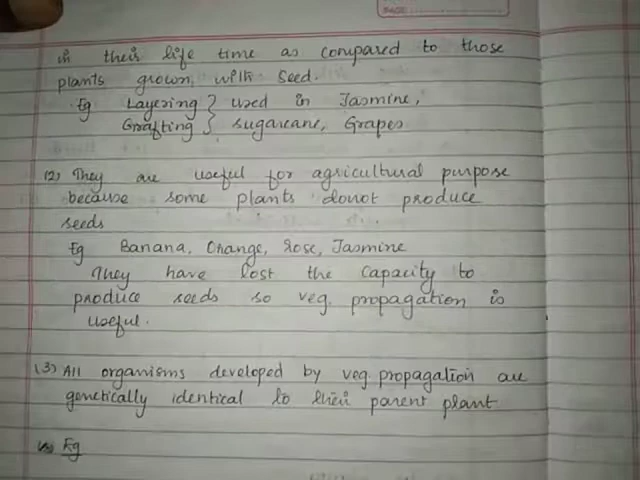 in their life time as compared to those
plants grown with seed.
Eg Layering } used in Jasmine,
Grafting } sugarcane, Grapes
(2) They are useful for agricultural purpose
because some plants donot produce
seeds
Eg Banana, Orange, Rose, Jasmine
They have lost the capacity to
produce seeds so veg. propagation is
useful.
(3) All organisms developed by veg. propagation are
genetically identical to their parent plant
Eg